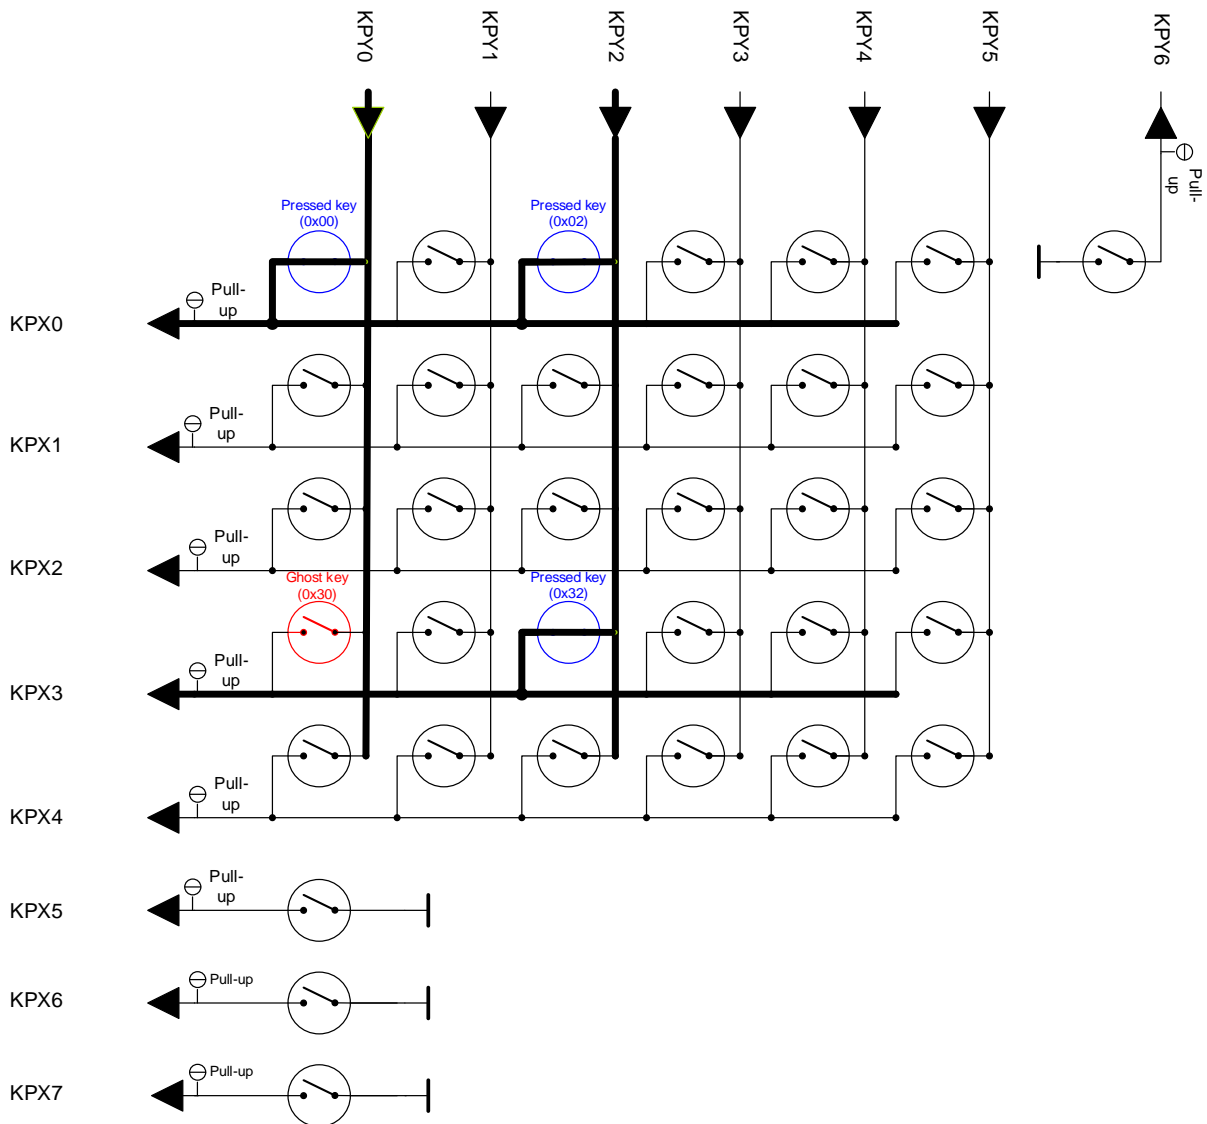 KPY0
KPY1
KPY2
KPY3
KPY4
KPY5
KPY6
Pull-
up
Pressed key
(0x00)
Pressed key
(0x02)
Pull-
up
KPX0
Pull-
up
KPX1
Pull-
up
KPX2
Ghost key
(0x30)
Pressed key
(0x32)
Pull-
up
KPX3
Pull-
up
KPX4
Pull-
up
KPX5
Pull-up
KPX6
Pull-up
KPX7